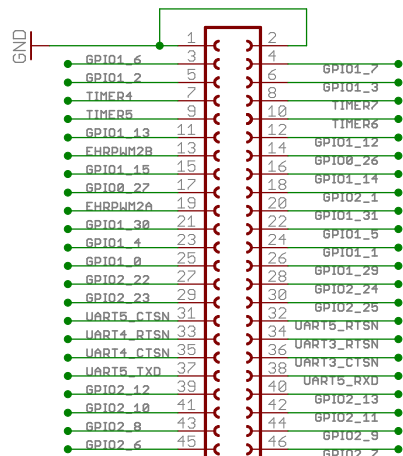 GND 1 2
GPIO1_6 3 4 GPIO1_7
GPIO1_2 5 6 GPIO1_3
TIMER4 7 8 TIMER7
TIMER5 9 10 TIMER6
GPIO1_13 11 12 GPIO1_12
EHRPWM2B 13 14 GPIO0_26
GPIO1_15 15 16 GPIO1_14
GPIO0_27 17 18 GPIO2_1
EHRPWM2A 19 20 GPIO1_31
GPIO1_30 21 22 GPIO1_5
GPIO1_4 23 24 GPIO1_1
GPIO1_0 25 26 GPIO1_29
GPIO2_22 27 28 GPIO2_24
GPIO2_23 29 30 GPIO2_25
UART5_CTSN 31 32 UART5_RTSN
UART4_RTSN 33 34 UART3_RTSN
UART4_CTSN 35 36 UART3_CTSN
UART5_TXD 37 38 UART5_RXD
GPIO2_12 39 40 GPIO2_13
GPIO2_10 41 42 GPIO2_11
GPIO2_8 43 44 GPIO2_9
GPIO2_6 45 46 GPIO2_7